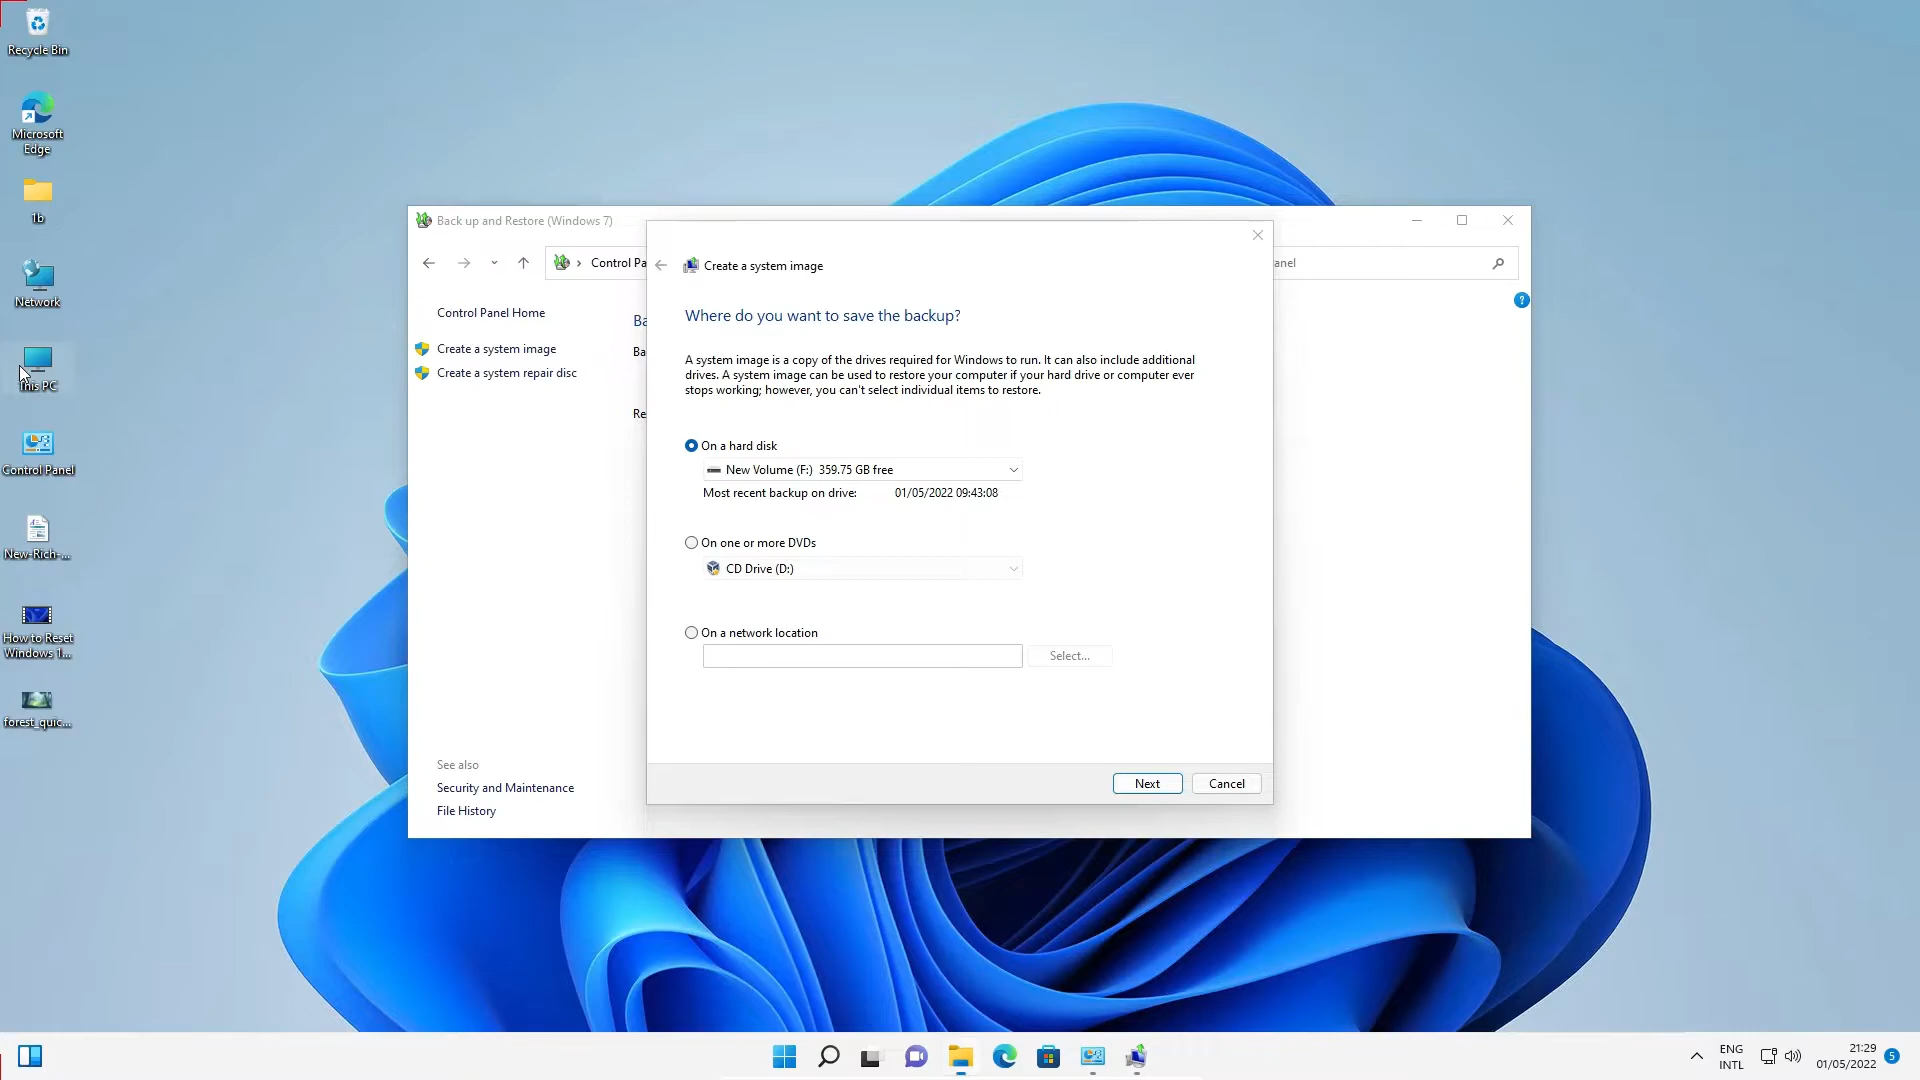 Recycle Bin
Microsoft
Edge
1b
Network
This PC
Control Panel
New-Rich-...
How to Reset
Windows 1...
forest_quic...
Back up and Restore (Windows 7)
Control Pa
anel
Control Panel Home
Create a system image
Create a system repair disc
Ba
Ba
Re
See also
Security and Maintenance
File History
Create a system image
Where do you want to save the backup?
A system image is a copy of the drives required for Windows to run. It can also include additional
drives. A system image can be used to restore your computer if your hard drive or computer ever
stops working; however, you can't select individual items to restore.
On a hard disk
New Volume (F:) 359.75 GB free
Most recent backup on drive: 01/05/2022 09:43:08
On one or more DVDs
CD Drive (D:)
On a network location
Select...
Next
Cancel
ENG
INTL
21:29
01/05/2022
5